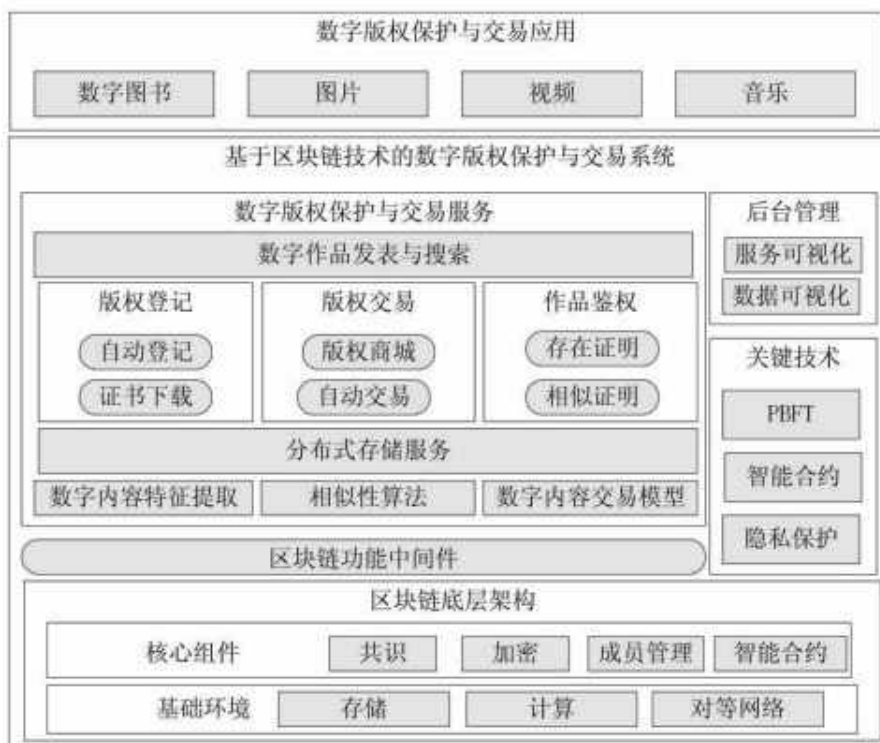 数字版权保护与交易应用
数字图书 图片 视频 音乐
基于区块链技术的数字版权保护与交易系统
数字版权保护与交易服务
数字作品发表与搜索
版权登记
自动登记
证书下载
版权交易
版权商城
自动交易
作品鉴权
存在证明
相似证明
分布式存储服务
数字内容特征提取 相似性算法 数字内容交易模型
区块链功能中间件
后台管理
服务可视化
数据可视化
关键技术
PBFT
智能合约
隐私保护
区块链底层架构
核心组件 共识 加密 成员管理 智能合约
基础环境 存储 计算 对等网络